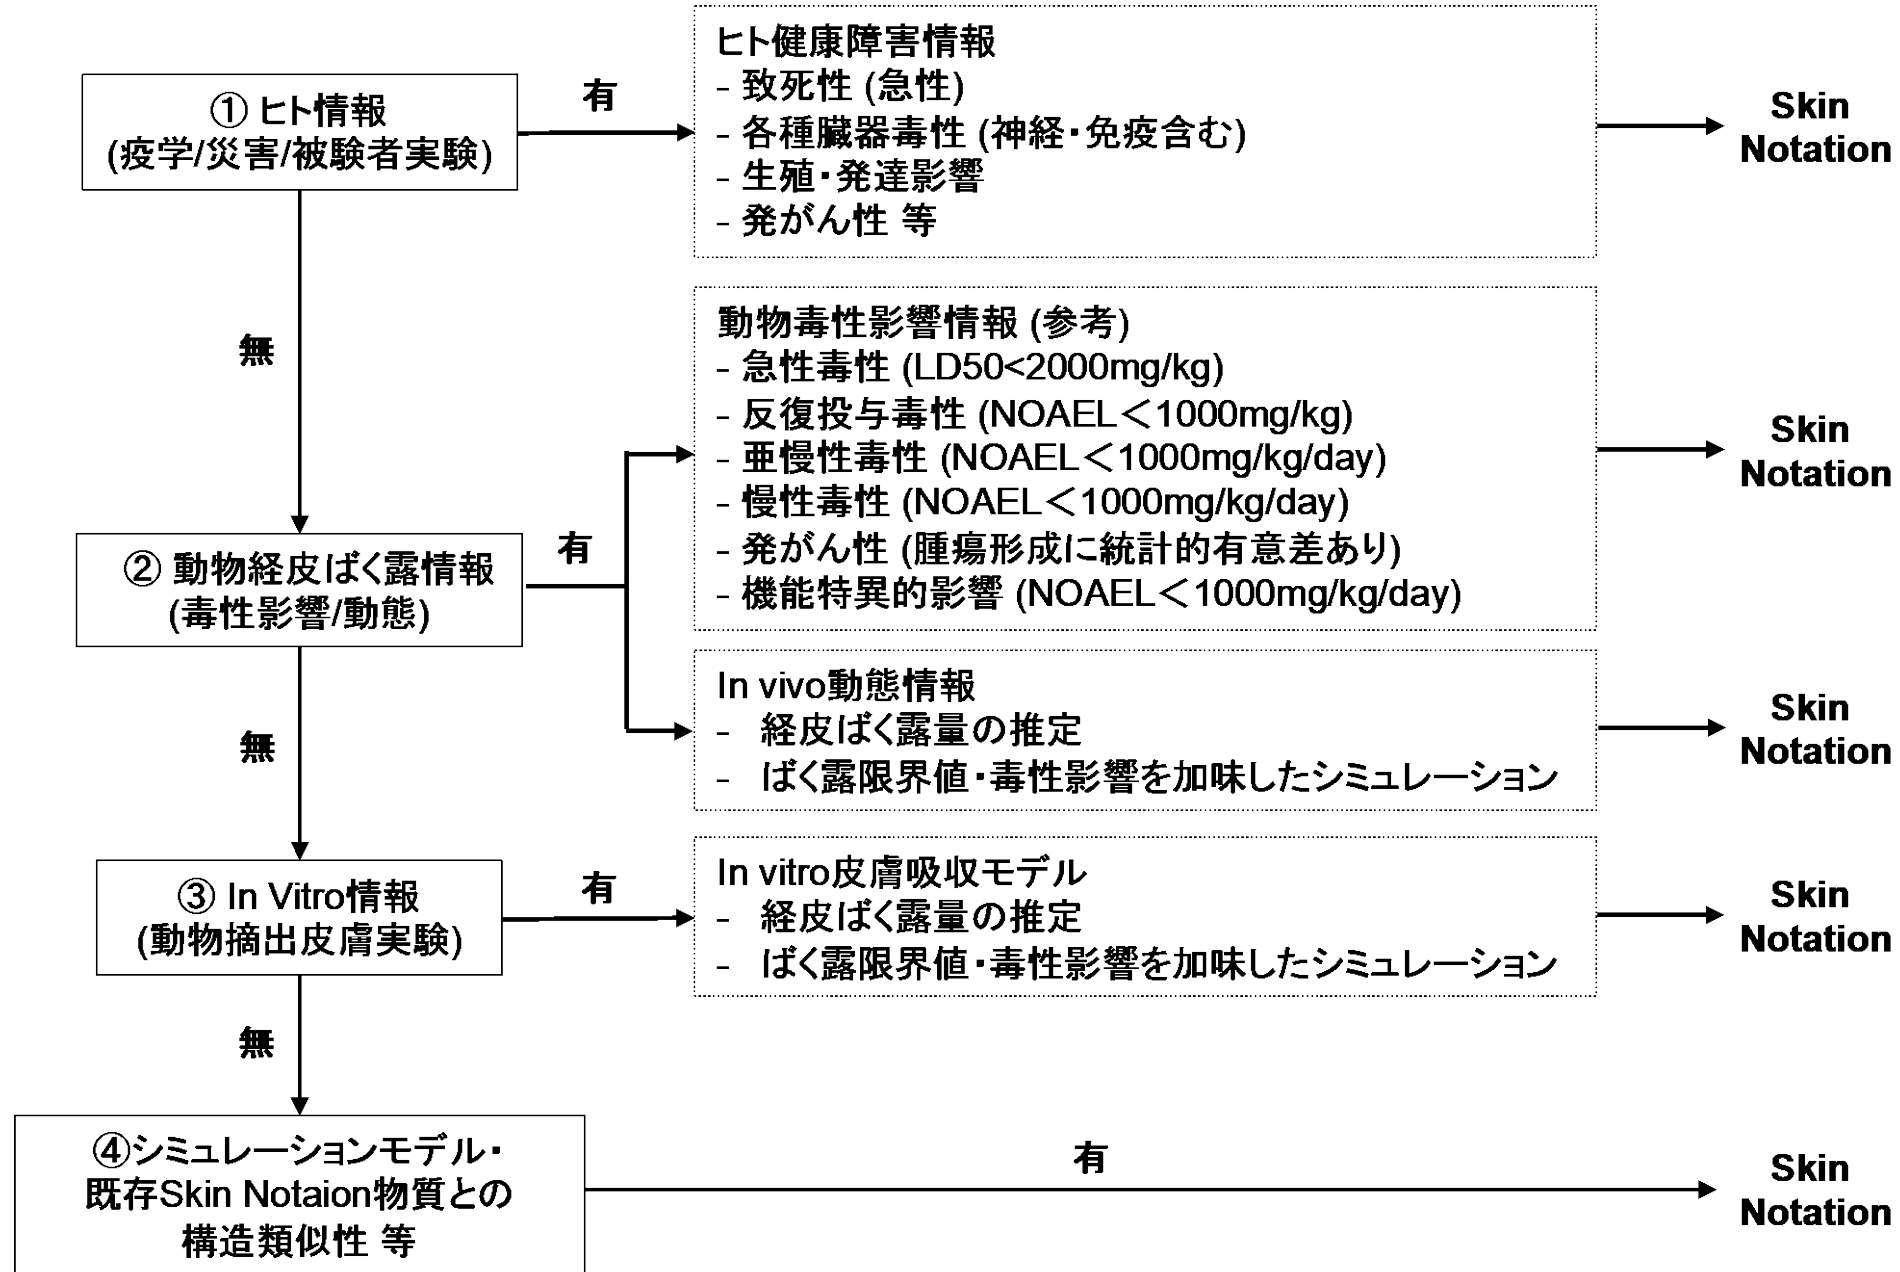 ① ヒト情報
(疫学/災害/被験者実験)
有
ヒト健康障害情報
- 致死性 (急性)
- 各種臓器毒性 (神経・免疫含む)
- 生殖・発達影響
- 発がん性 等
Skin
Notation
無
② 動物経皮ばく露情報
(毒性影響/動態)
有
動物毒性影響情報 (参考)
- 急性毒性 (LD50<2000mg/kg)
- 反復投与毒性 (NOAEL＜1000mg/kg)
- 亜慢性毒性 (NOAEL＜1000mg/kg/day)
- 慢性毒性 (NOAEL＜1000mg/kg/day)
- 発がん性 (腫瘍形成に統計的有意差あり)
- 機能特異的影響 (NOAEL＜1000mg/kg/day)
Skin
Notation
In vivo動態情報
- 経皮ばく露量の推定
- ばく露限界値・毒性影響を加味したシミュレーション
Skin
Notation
無
③ In Vitro情報
(動物摘出皮膚実験)
有
In vitro皮膚吸収モデル
- 経皮ばく露量の推定
- ばく露限界値・毒性影響を加味したシミュレーション
Skin
Notation
無
④シミュレーションモデル・
既存Skin Notaion物質との
構造類似性 等
有
Skin
Notation